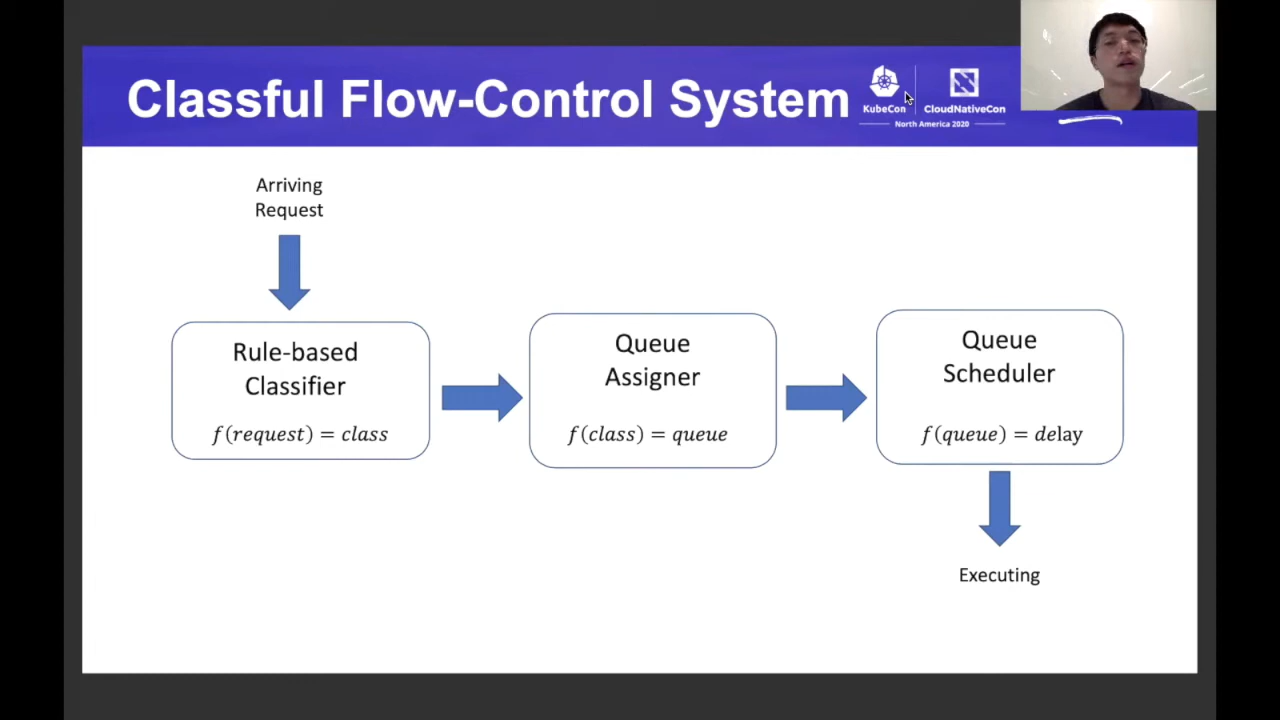 Classful Flow-Control System
KubeCon
CloudNativeCon
North America 2020
Arriving
Request
Rule-based
Classifier
f(request) = class
Queue
Assigner
f(class) = queue
Queue
Scheduler
f(queue) = delay
Executing